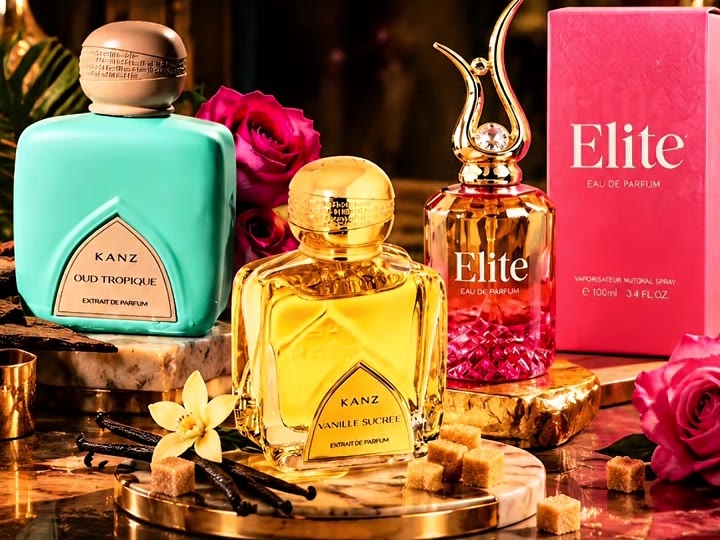 KANZ
OUD TROPIQUE
EXTRAIT DE PARFUM
KANZ
VANILLE SUCREE
EXTRAIT DE PARFUM
Elite
EAU DE PARFUM
Elite
EAU DE PARFUM
VAPORISATEUR NUTÜRAL SPRAY
℮ 100ml 3.4 FL.OZ